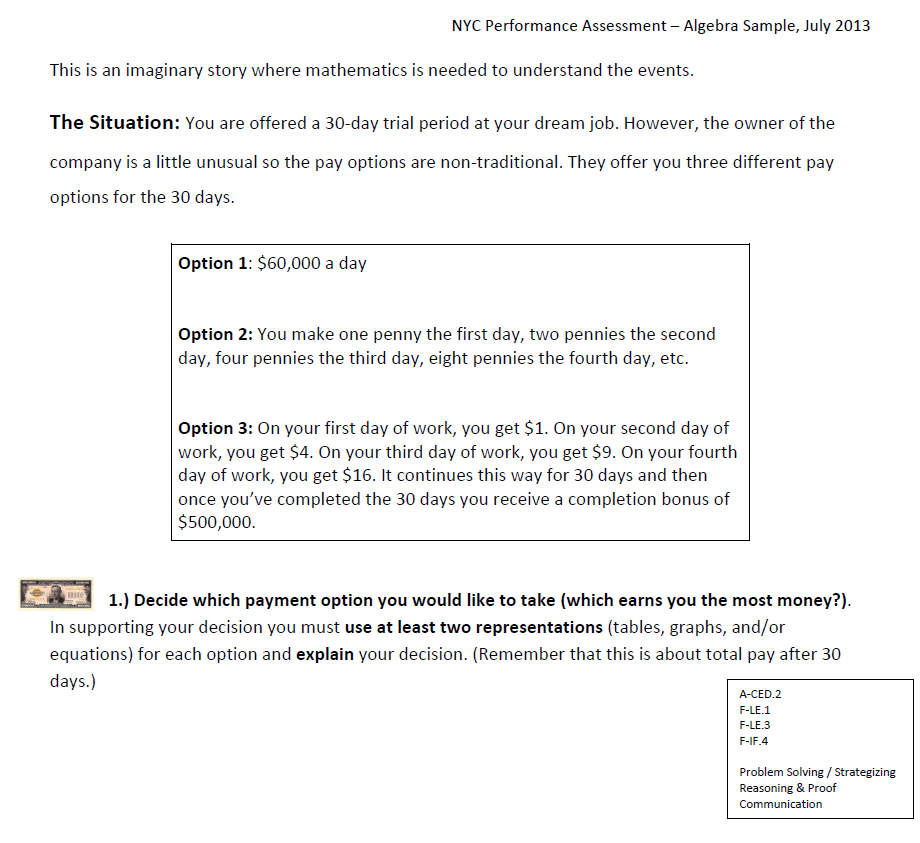 NYC Performance Assessment – Algebra Sample, July 2013
This is an imaginary story where mathematics is needed to understand the events.
The Situation: You are offered a 30-day trial period at your dream job. However, the owner of the
company is a little unusual so the pay options are non-traditional. They offer you three different pay
options for the 30 days.
Option 1: $60,000 a day
Option 2: You make one penny the first day, two pennies the second
day, four pennies the third day, eight pennies the fourth day, etc.
Option 3: On your first day of work, you get $1. On your second day of
work, you get $4. On your third day of work, you get $9. On your fourth
day of work, you get $16. It continues this way for 30 days and then
once you’ve completed the 30 days you receive a completion bonus of
$500,000.
1.) Decide which payment option you would like to take (which earns you the most money?).
In supporting your decision you must use at least two representations (tables, graphs, and/or
equations) for each option and explain your decision. (Remember that this is about total pay after 30
days.)
A-CED.2
F-LE.1
F-LE.3
F-IF.4
Problem Solving / Strategizing
Reasoning & Proof
Communication